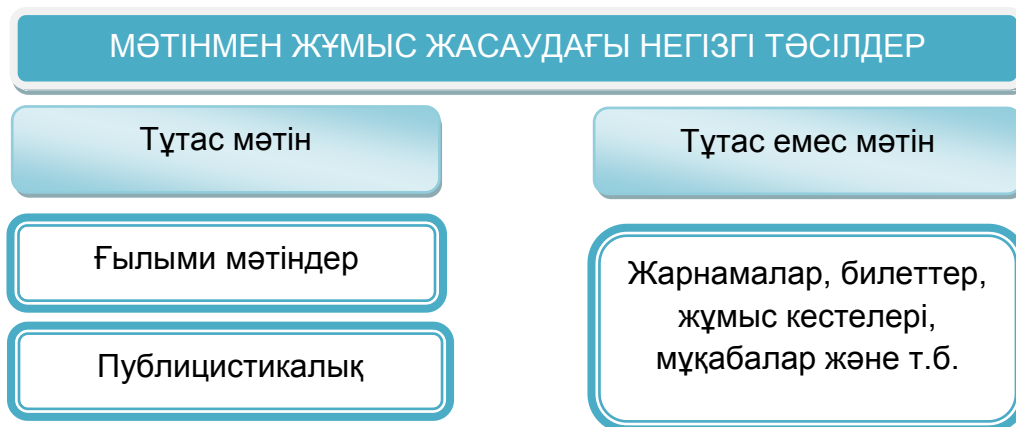 МӘТІНМЕН ЖҰМЫС ЖАСАУДАҒЫ НЕГІЗГІ ТӘСІЛДЕР
Тұтас мәтін
Тұтас емес мәтін
Ғылыми мәтіндер
Публицистикалық
Жарнамалар, билеттер,
жұмыс кестелері,
мұқабалар және т.б.